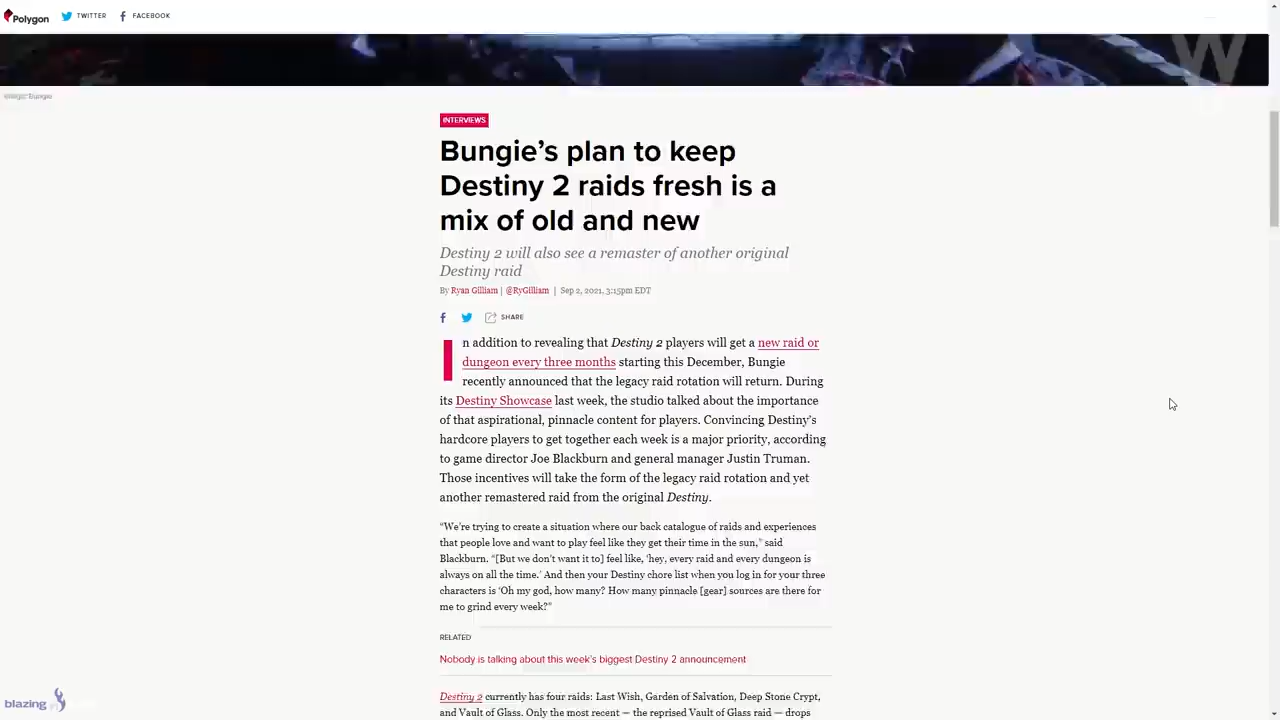 Polygon TWITTER FACEBOOK
W
Image: Bungie
INTERVIEWS
Bungie's plan to keep
Destiny 2 raids fresh is a
mix of old and new
Destiny 2 will also see a remaster of another original
Destiny raid
By Ryan Gilliam | @RyGilliam | Sep 2, 2021, 3:15pm EDT
SHARE
In addition to revealing that Destiny 2 players will get a new raid or
dungeon every three months starting this December, Bungie
recently announced that the legacy raid rotation will return. During
its Destiny Showcase last week, the studio talked about the importance
of that aspirational, pinnacle content for players. Convincing Destiny's
hardcore players to get together each week is a major priority, according
to game director Joe Blackburn and general manager Justin Truman.
Those incentives will take the form of the legacy raid rotation and yet
another remastered raid from the original Destiny.
“We're trying to create a situation where our back catalogue of raids and experiences
that people love and want to play feel like they get their time in the sun,” said
Blackburn. “[But we don't want it to] feel like, ‘hey, every raid and every dungeon is
always on all the time.’ And then your Destiny chore list when you log in for your three
characters is ‘Oh my god, how many? How many pinnacle [gear] sources are there for
me to grind every week?’”
RELATED
Nobody is talking about this week's biggest Destiny 2 announcement
Destiny 2 currently has four raids: Last Wish, Garden of Salvation, Deep Stone Crypt,
and Vault of Glass. Only the most recent — the reprised Vault of Glass raid — drops
blazing